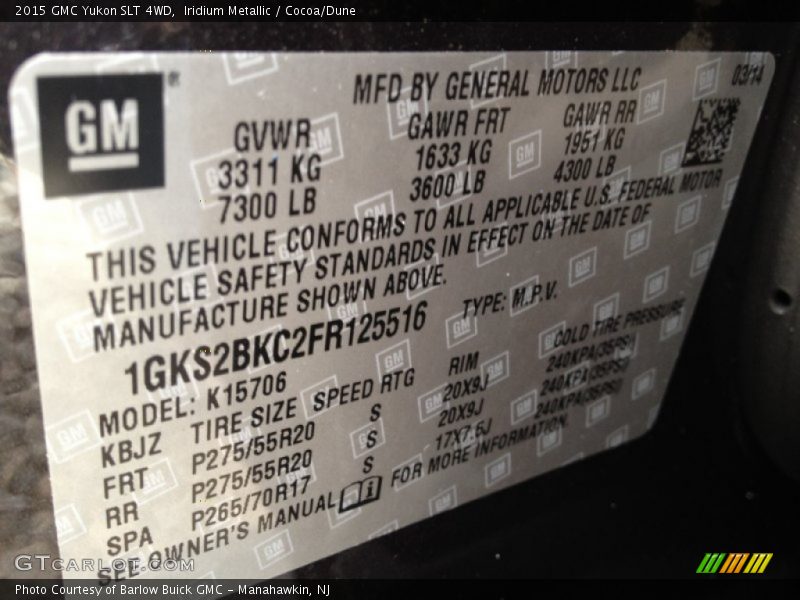 2015 GMC Yukon SLT 4WD, Iridium Metallic / Cocoa/Dune
GM ®
MFD BY GENERAL MOTORS LLC 03/14
GVWR GAWR FRT GAWR RR
3311 KG 1633 KG 1951 KG
7300 LB 3600 LB 4300 LB
THIS VEHICLE CONFORMS TO ALL APPLICABLE U.S. FEDERAL MOTOR
VEHICLE SAFETY STANDARDS IN EFFECT ON THE DATE OF
MANUFACTURE SHOWN ABOVE.
1GKS2BKC2FR125516 TYPE: M.P.V.
MODEL: K15706
KBJZ TIRE SIZE SPEED RTG RIM COLD TIRE PRESSURE
FRT P275/55R20 S 20X9J 240KPA(35PSI)
RR P275/55R20 S 20X9J 240KPA(35PSI)
SPA P265/70R17 S 17X7.5J 240KPA(35PSI)
SEE OWNER'S MANUAL FOR MORE INFORMATION.
GTcarlot.com
Photo Courtesy of Barlow Buick GMC – Manahawkin, NJ